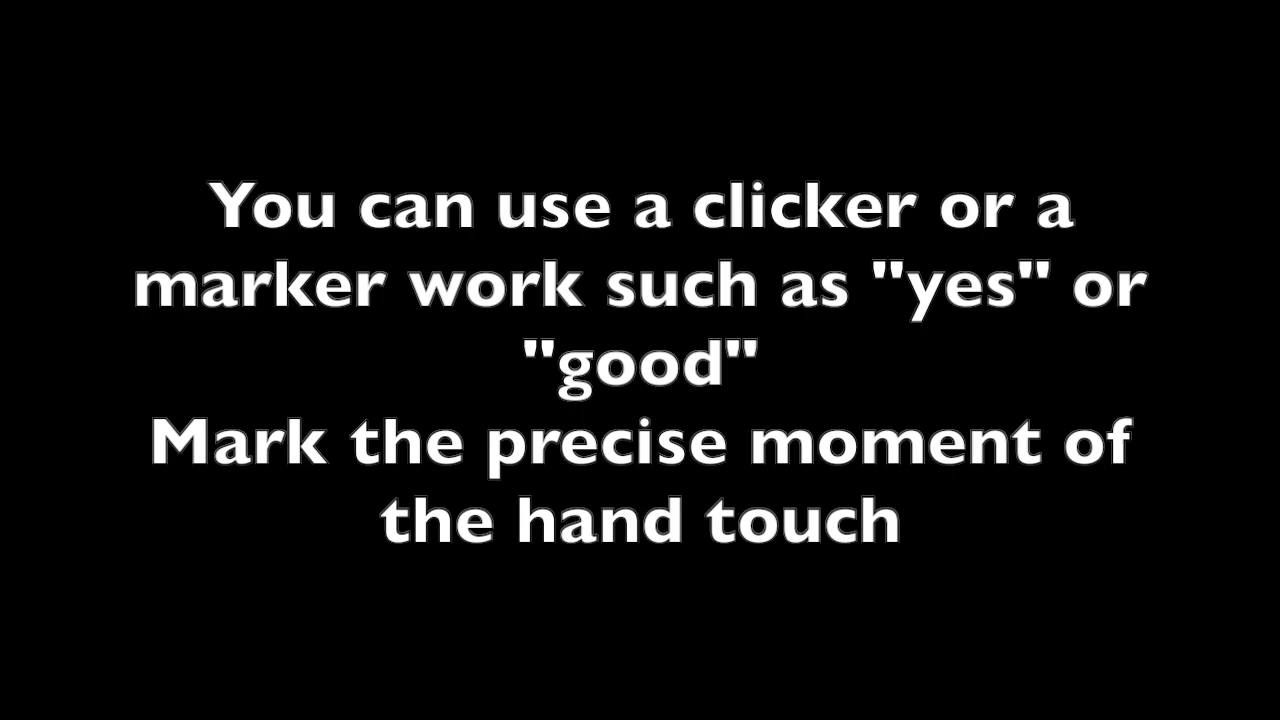 You can use a clicker or a
marker work such as "yes" or
"good"
Mark the precise moment of
the hand touch